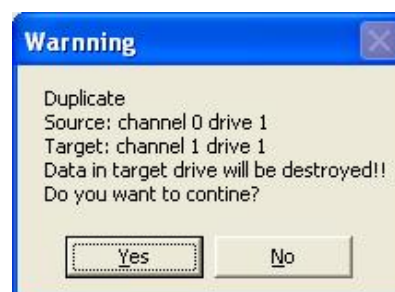 Warnning
Duplicate
Source: channel 0 drive 1
Target: channel 1 drive 1
Data in target drive will be destroyed!!
Do you want to contine?
Yes
No